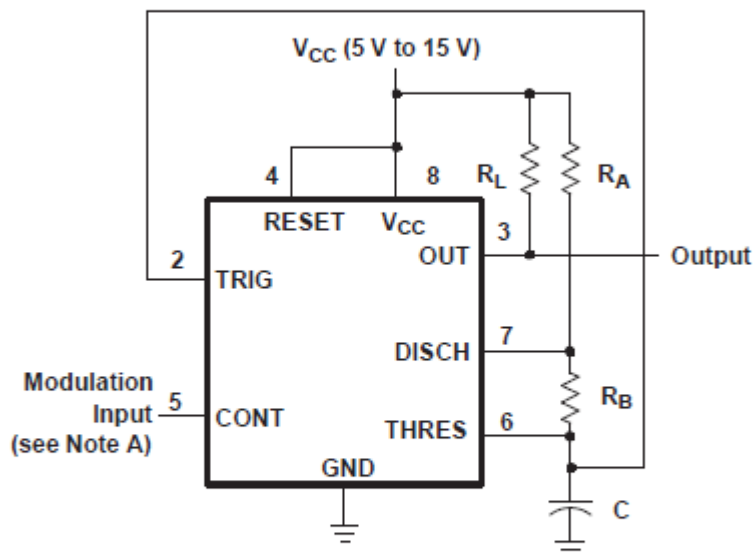 VCC (5 V to 15 V)
4
8
RL
RA
RESET
VCC
3
2
OUT
Output
TRIG
7
DISCH
Modulation
Input
(see Note A)
5
CONT
RB
6
THRES
GND
C